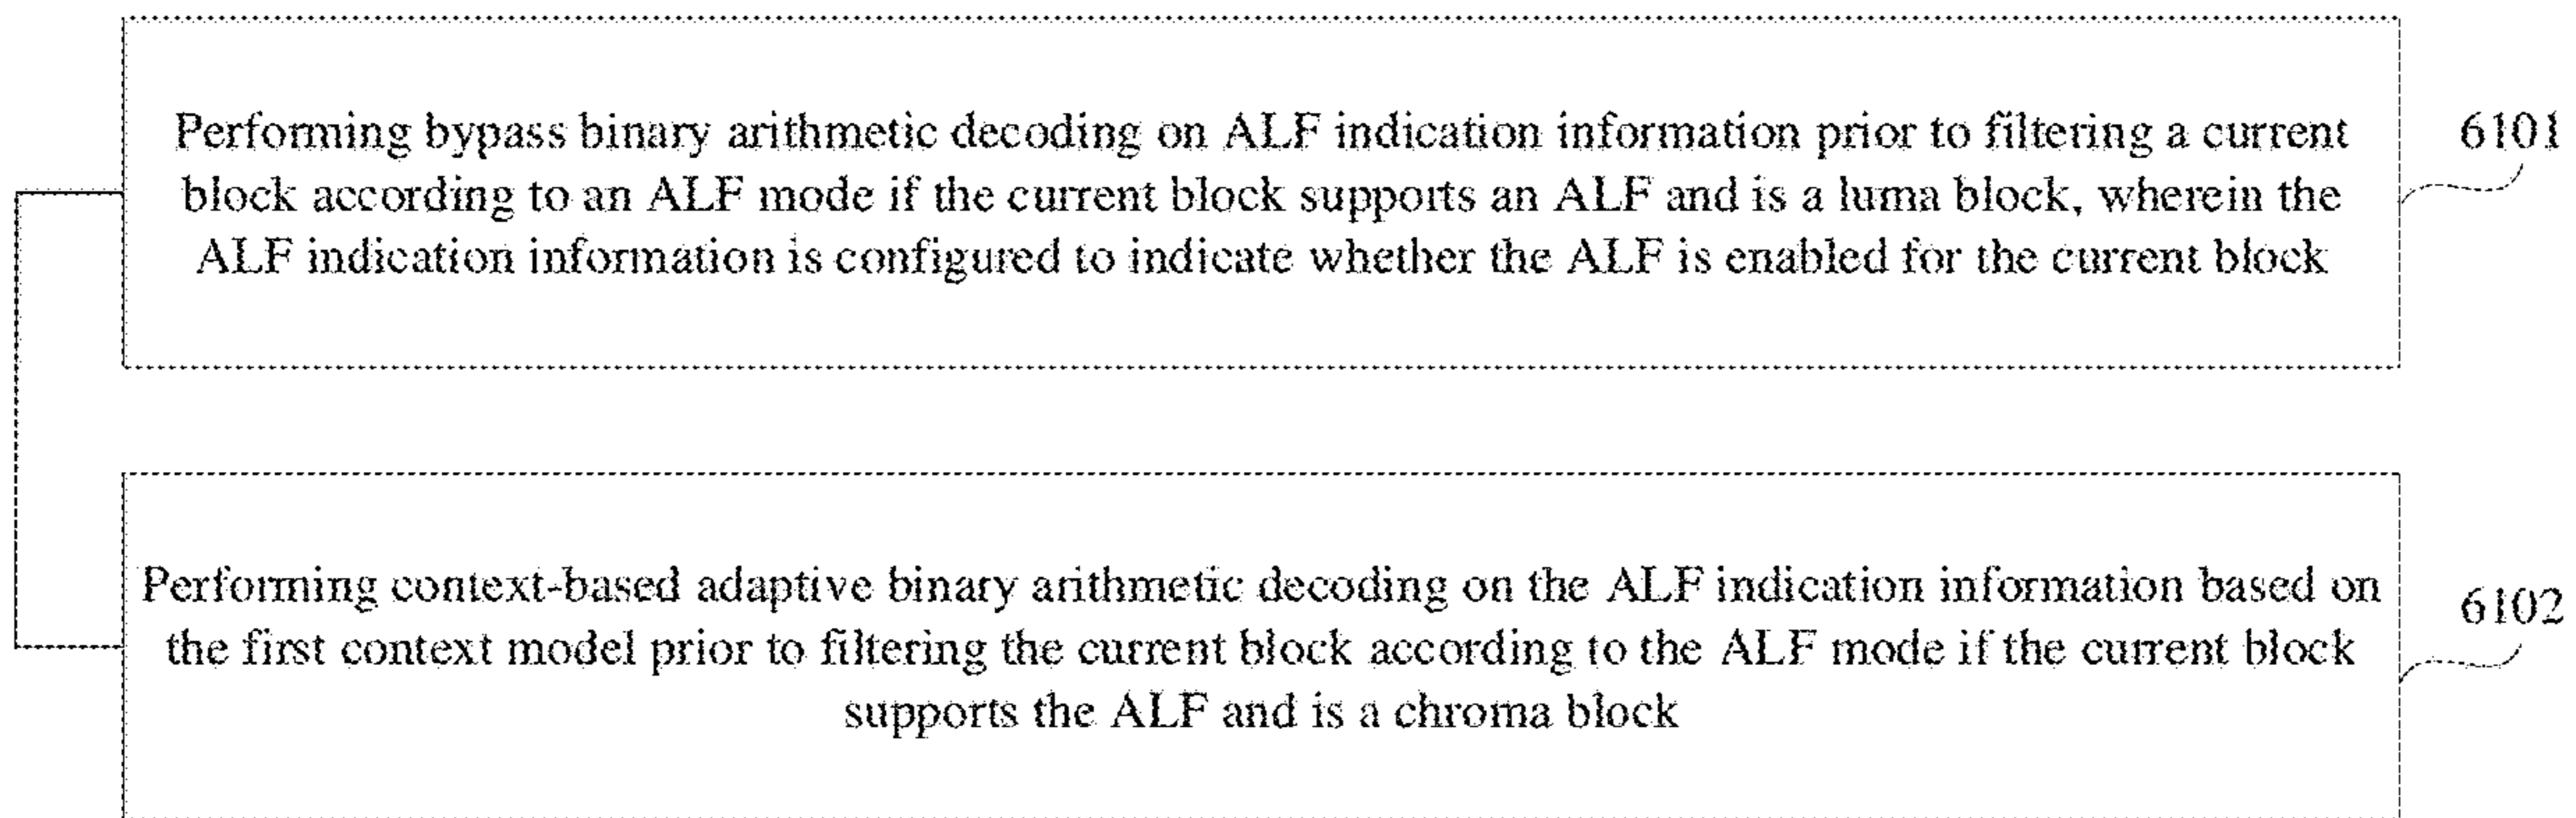 Performing bypass binary arithmetic decoding on ALF indication information prior to filtering a current
block according to an ALF mode if the current block supports an ALF and is a luma block, wherein the
ALF indication information is configured to indicate whether the ALF is enabled for the current block
6101
Performing context-based adaptive binary arithmetic decoding on the ALF indication information based on
the first context model prior to filtering the current block according to the ALF mode if the current block
supports the ALF and is a chroma block
6102